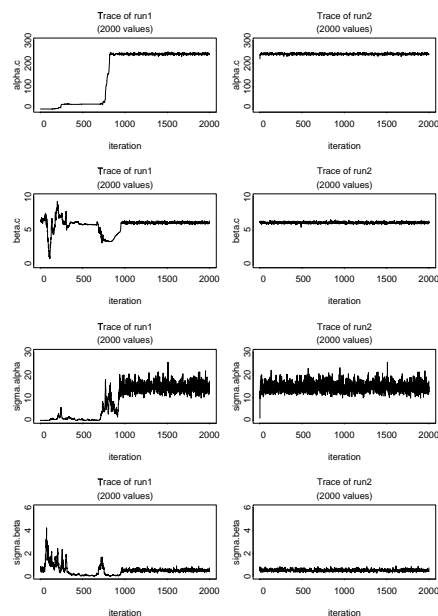 Trace of run1
(2000 values)
alpha.c
0 100 200 300
0 500 1000 1500 2000
iteration
Trace of run2
(2000 values)
alpha.c
0 100 200 300
0 500 1000 1500 2000
iteration
Trace of run1
(2000 values)
beta.c
0 5 10
0 500 1000 1500 2000
iteration
Trace of run2
(2000 values)
beta.c
0 5 10
0 500 1000 1500 2000
iteration
Trace of run1
(2000 values)
sigma.alpha
0 10 20 30
0 500 1000 1500 2000
iteration
Trace of run2
(2000 values)
sigma.alpha
0 10 20 30
0 500 1000 1500 2000
iteration
Trace of run1
(2000 values)
sigma.beta
0 2 4 6
0 500 1000 1500 2000
iteration
Trace of run2
(2000 values)
sigma.beta
0 2 4 6
0 500 1000 1500 2000
iteration